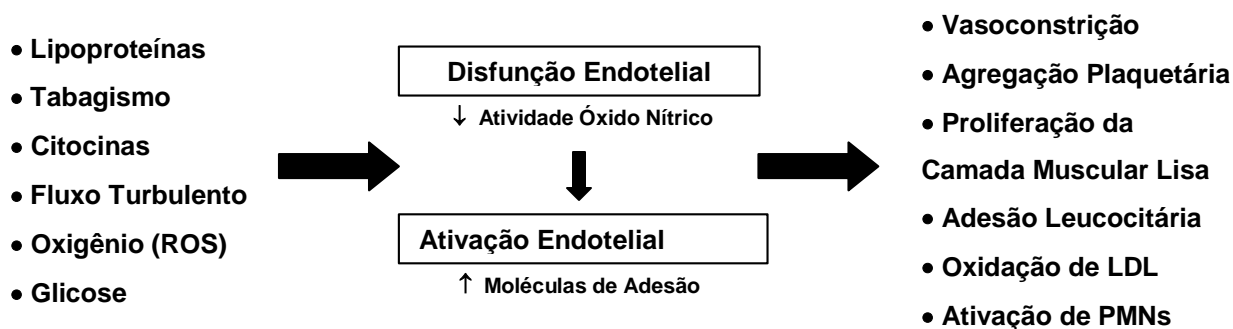 • Lipoproteínas
• Tabagismo
• Citocinas
• Fluxo Turbulento
• Oxigênio (ROS)
• Glicose
Disfunção Endotelial
↓ Atividade Óxido Nítrico
Ativação Endotelial
↑ Moléculas de Adesão
• Vasoconstrição
• Agregação Plaquetária
• Proliferação da
Camada Muscular Lisa
• Adesão Leucocitária
• Oxidação de LDL
• Ativação de PMNs